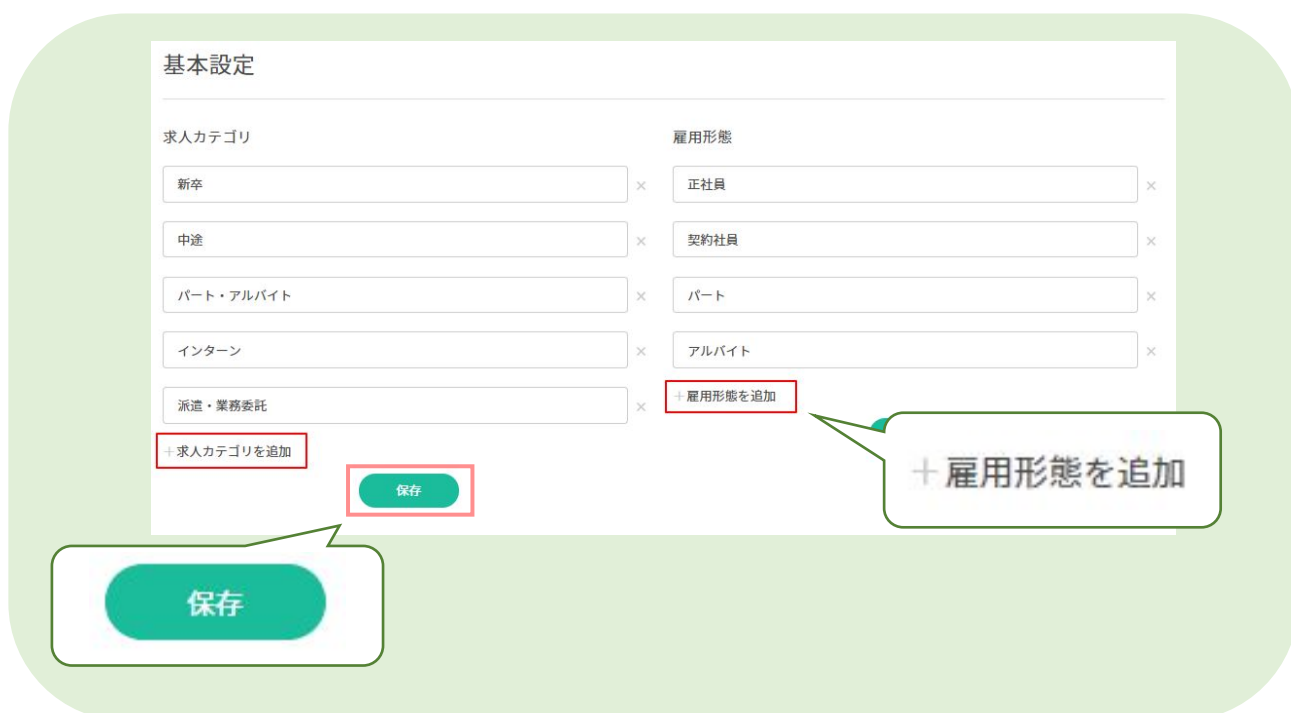 基本設定
求人カテゴリ
新卒
中途
パート・アルバイト
インターン
派遣・業務委託
+求人カテゴリを追加
保存
雇用形態
正社員
契約社員
パート
アルバイト
+雇用形態を追加
+雇用形態を追加
保存